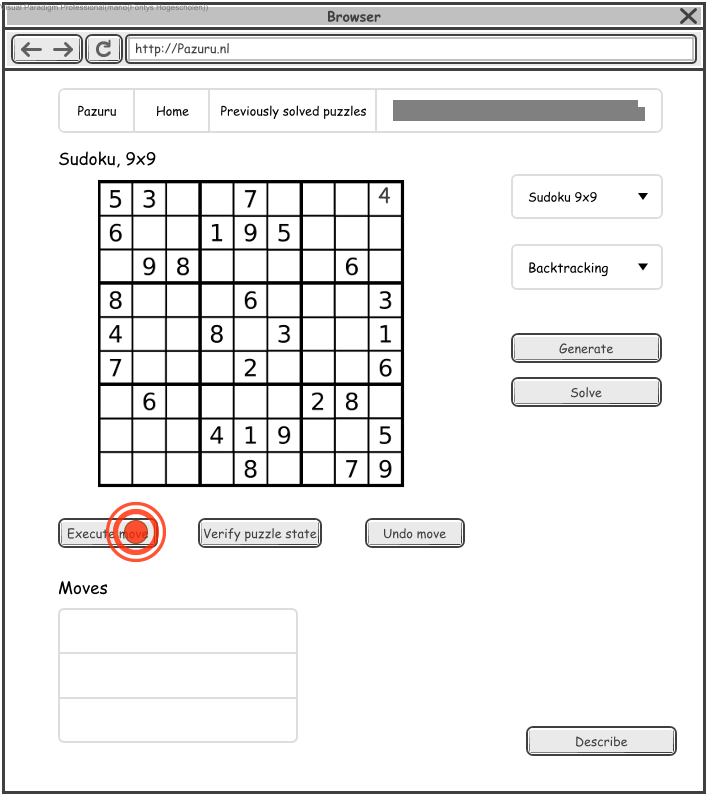 Visual Paradigm Professional(mano(Fontys Hogescholen))
Browser
http://Pazuru.nl
Pazuru Home Previously solved puzzles
Sudoku, 9x9
Sudoku 9x9
Backtracking
Generate
Solve
5 3 7 4
6 1 9 5
9 8 6
8 6 3
4 8 3 1
7 2 6
6 2 8
4 1 9 5
8 7 9
Execute move Verify puzzle state Undo move
Moves
Describe